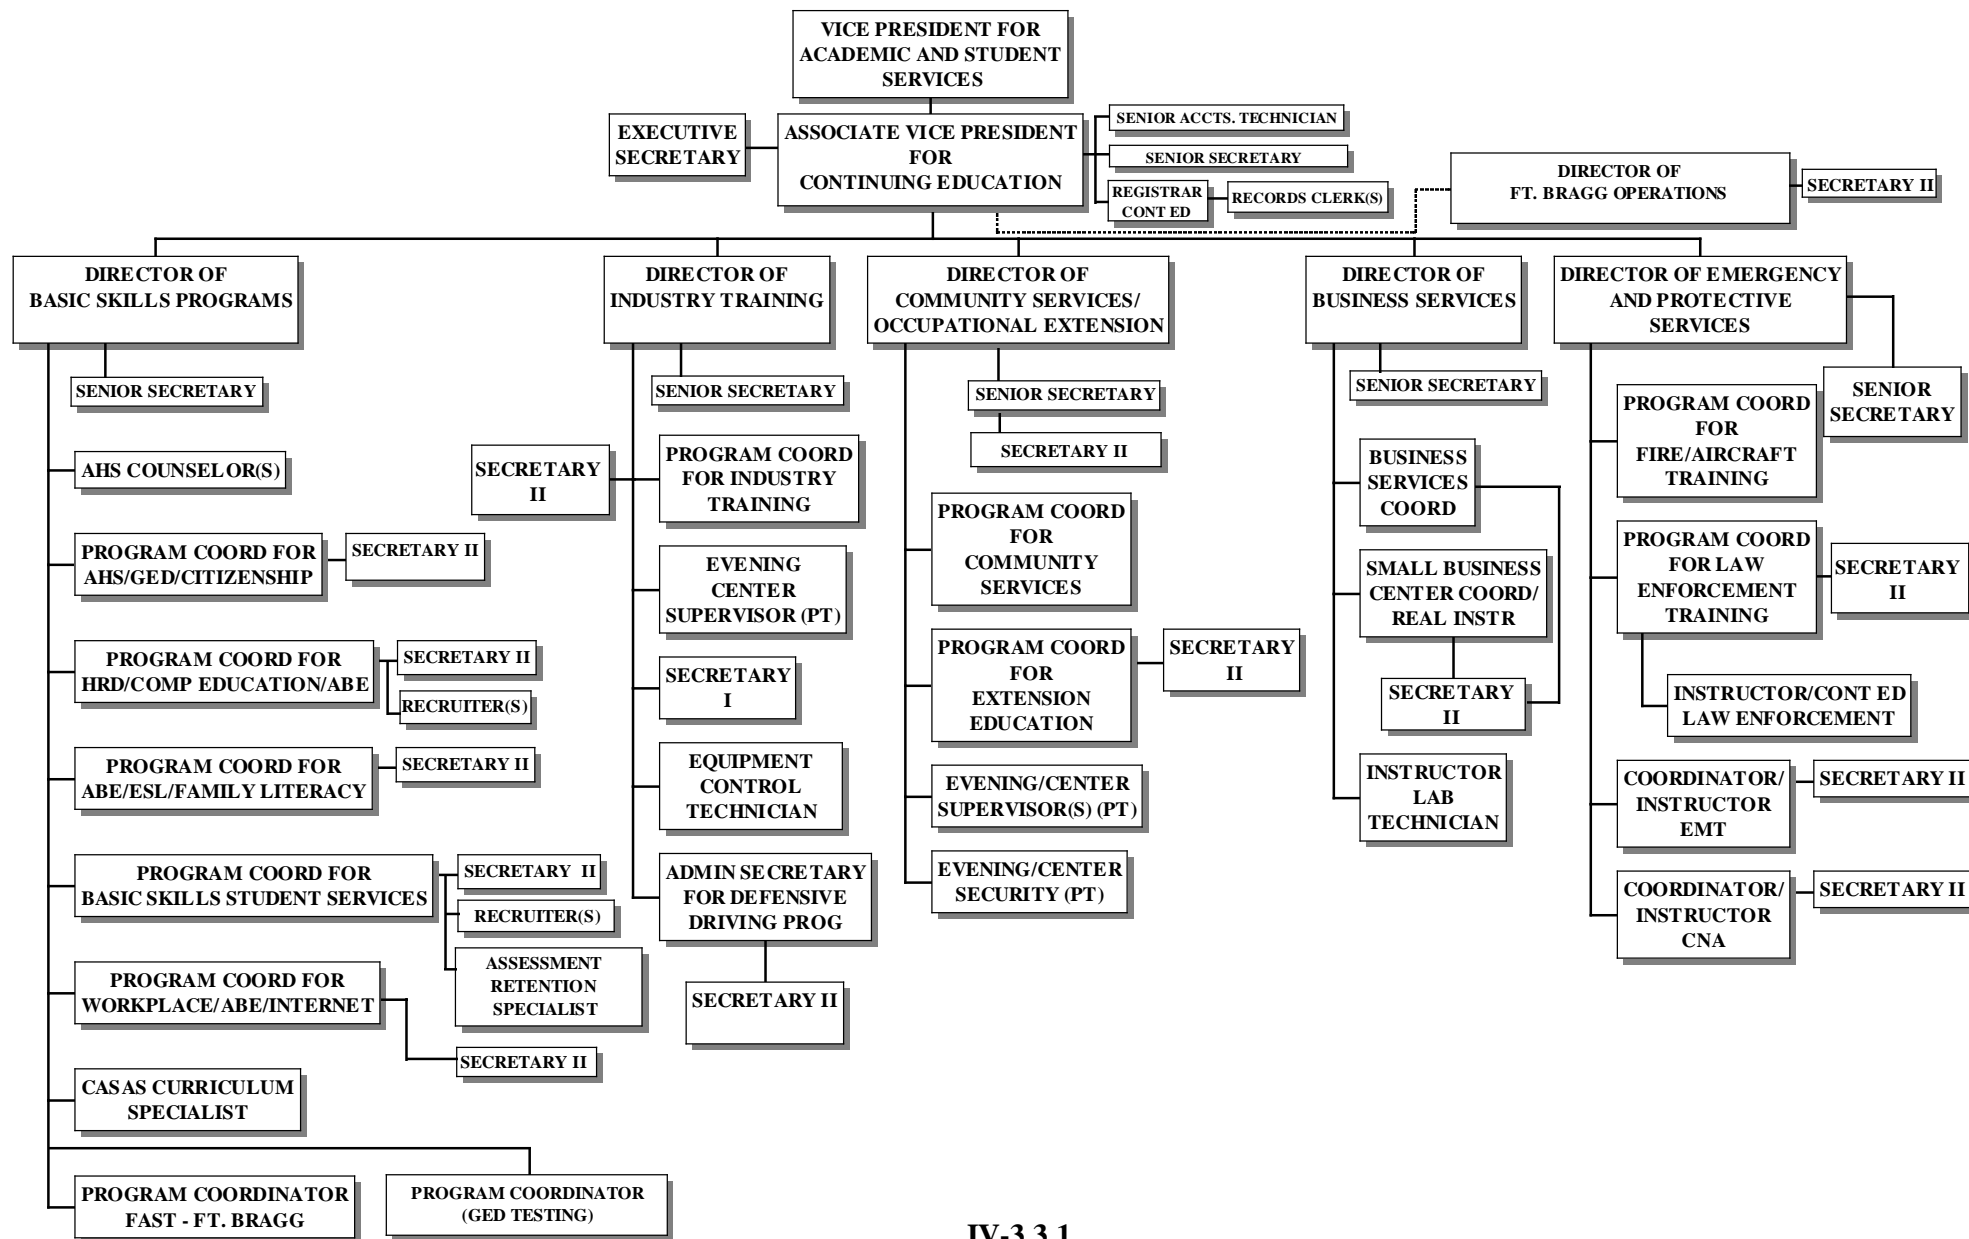 VICE PRESIDENT FOR
ACADEMIC AND STUDENT
SERVICES
EXECUTIVE
SECRETARY
ASSOCIATE VICE PRESIDENT
FOR
CONTINUING EDUCATION
SENIOR ACCTS. TECHNICIAN
SENIOR SECRETARY
REGISTRAR
CONT ED
RECORDS CLERK(S)
DIRECTOR OF
FT. BRAGG OPERATIONS
SECRETARY II
DIRECTOR OF
BASIC SKILLS PROGRAMS
SENIOR SECRETARY
AHS COUNSELOR(S)
PROGRAM COORD FOR
AHS/GED/CITIZENSHIP
SECRETARY II
PROGRAM COORD FOR
HRD/COMP EDUCATION/ABE
SECRETARY II
RECRUITER(S)
PROGRAM COORD FOR
ABE/ESL/FAMILY LITERACY
SECRETARY II
PROGRAM COORD FOR
BASIC SKILLS STUDENT SERVICES
SECRETARY II
RECRUITER(S)
ASSESSMENT
RETENTION
SPECIALIST
PROGRAM COORD FOR
WORKPLACE/ABE/INTERNET
SECRETARY II
CASAS CURRICULUM
SPECIALIST
PROGRAM COORDINATOR
FAST - FT. BRAGG
PROGRAM COORDINATOR
(GED TESTING)
DIRECTOR OF
INDUSTRY TRAINING
SENIOR SECRETARY
SECRETARY
II
PROGRAM COORD
FOR INDUSTRY
TRAINING
EVENING
CENTER
SUPERVISOR (PT)
SECRETARY
I
EQUIPMENT
CONTROL
TECHNICIAN
ADMIN SECRETARY
FOR DEFENSIVE
DRIVING PROG
SECRETARY II
DIRECTOR OF
COMMUNITY SERVICES/
OCCUPATIONAL EXTENSION
SENIOR SECRETARY
SECRETARY II
PROGRAM COORD
FOR
COMMUNITY
SERVICES
PROGRAM COORD
FOR
EXTENSION
EDUCATION
SECRETARY
II
EVENING/CENTER
SUPERVISOR(S) (PT)
EVENING/CENTER
SECURITY (PT)
DIRECTOR OF
BUSINESS SERVICES
SENIOR SECRETARY
BUSINESS
SERVICES
COORD
SMALL BUSINESS
CENTER COORD/
REAL INSTR
SECRETARY
II
INSTRUCTOR
LAB
TECHNICIAN
DIRECTOR OF EMERGENCY
AND PROTECTIVE
SERVICES
SENIOR
SECRETARY
PROGRAM COORD
FOR
FIRE/AIRCRAFT
TRAINING
PROGRAM COORD
FOR LAW
ENFORCEMENT
TRAINING
SECRETARY
II
INSTRUCTOR/CONT ED
LAW ENFORCEMENT
COORDINATOR/
INSTRUCTOR
EMT
SECRETARY II
COORDINATOR/
INSTRUCTOR
CNA
SECRETARY II
IV-3.3.1